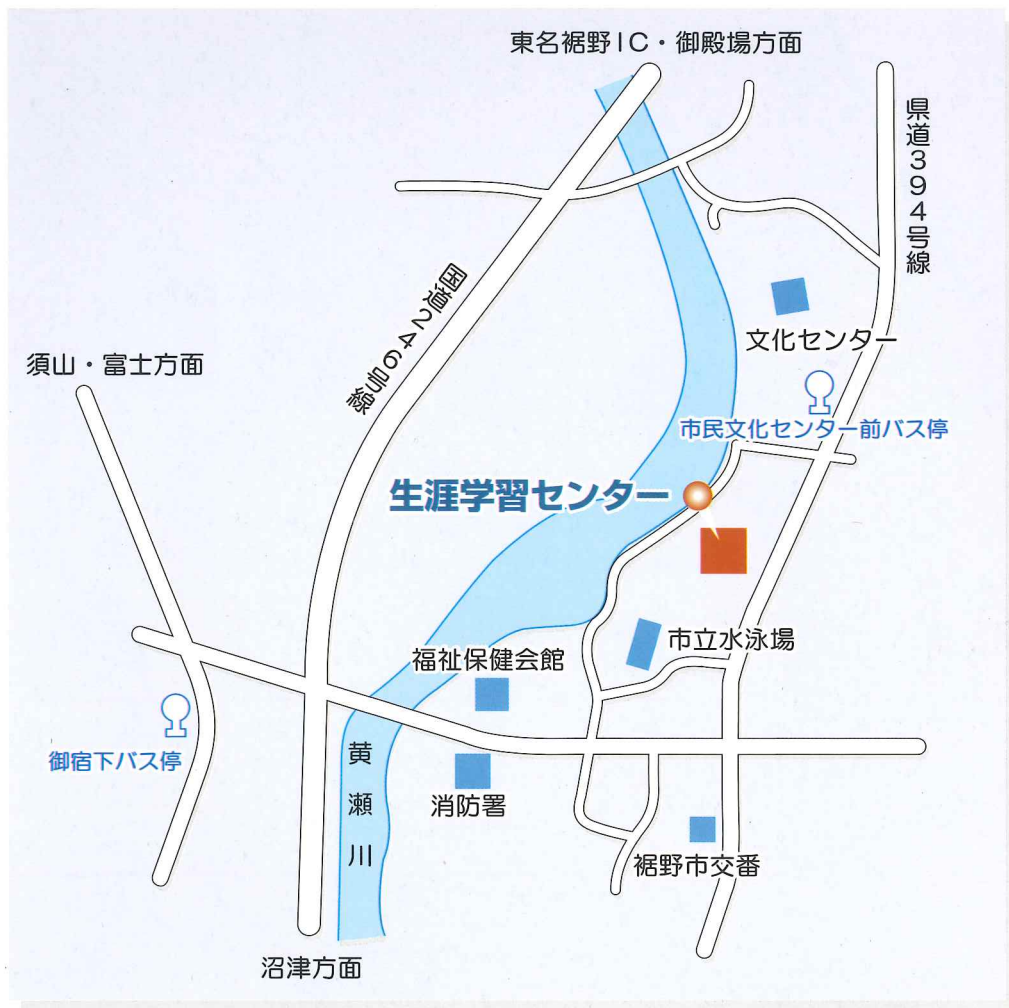 東名裾野IC・御殿場方面
県道394号線
国道246号線
文化センター
須山・富士方面
市民文化センター前バス停
生涯学習センター
市立水泳場
福祉保健会館
御宿下バス停
黄瀬川
消防署
裾野市交番
沼津方面